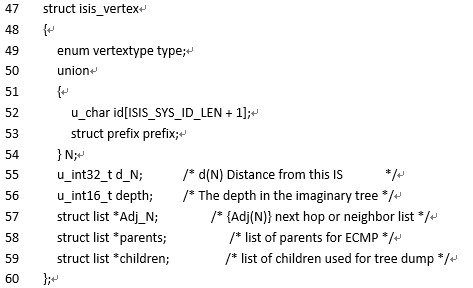 47 struct isis_vertex↵
48 {↵
49 enum vertextype type;↵
50 union↵
51 {↵
52 u_char id[ISIS_SYS_ID_LEN + 1];↵
53 struct prefix prefix;↵
54 } N;↵
55 u_int32_t d_N; /* d(N) Distance from this IS */↵
56 u_int16_t depth; /* The depth in the imaginary tree */↵
57 struct list *Adj_N; /* {Adj(N)} next hop or neighbor list */↵
58 struct list *parents; /* list of parents for ECMP */↵
59 struct list *children; /* list of children used for tree dump */↵
60 };↵